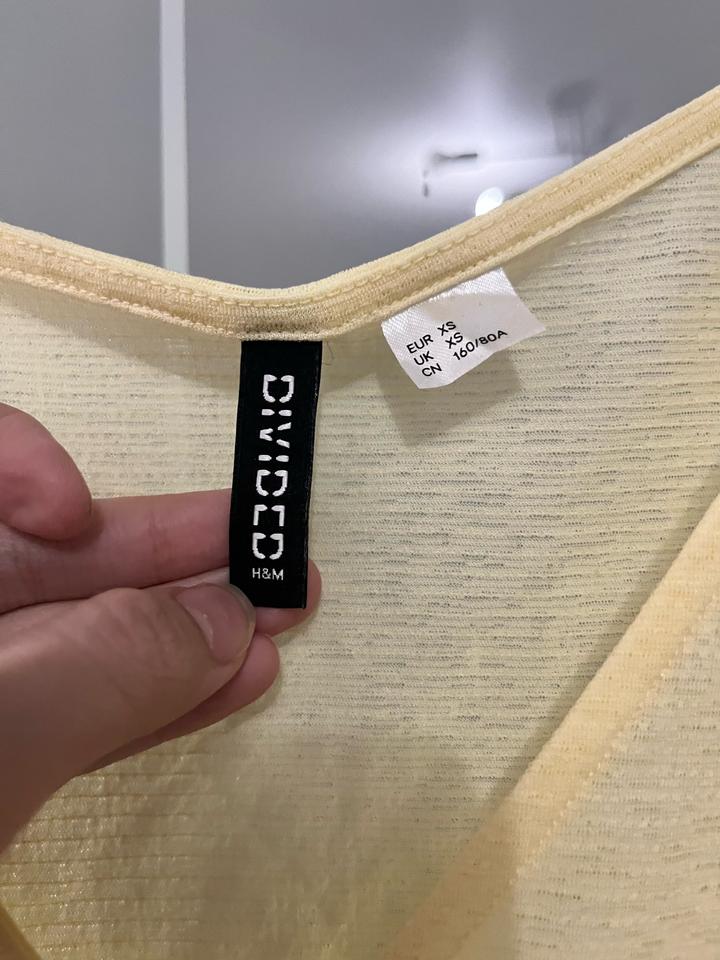 DIVIDED
H&M
EUR XS
UK XS
CN 160/80A